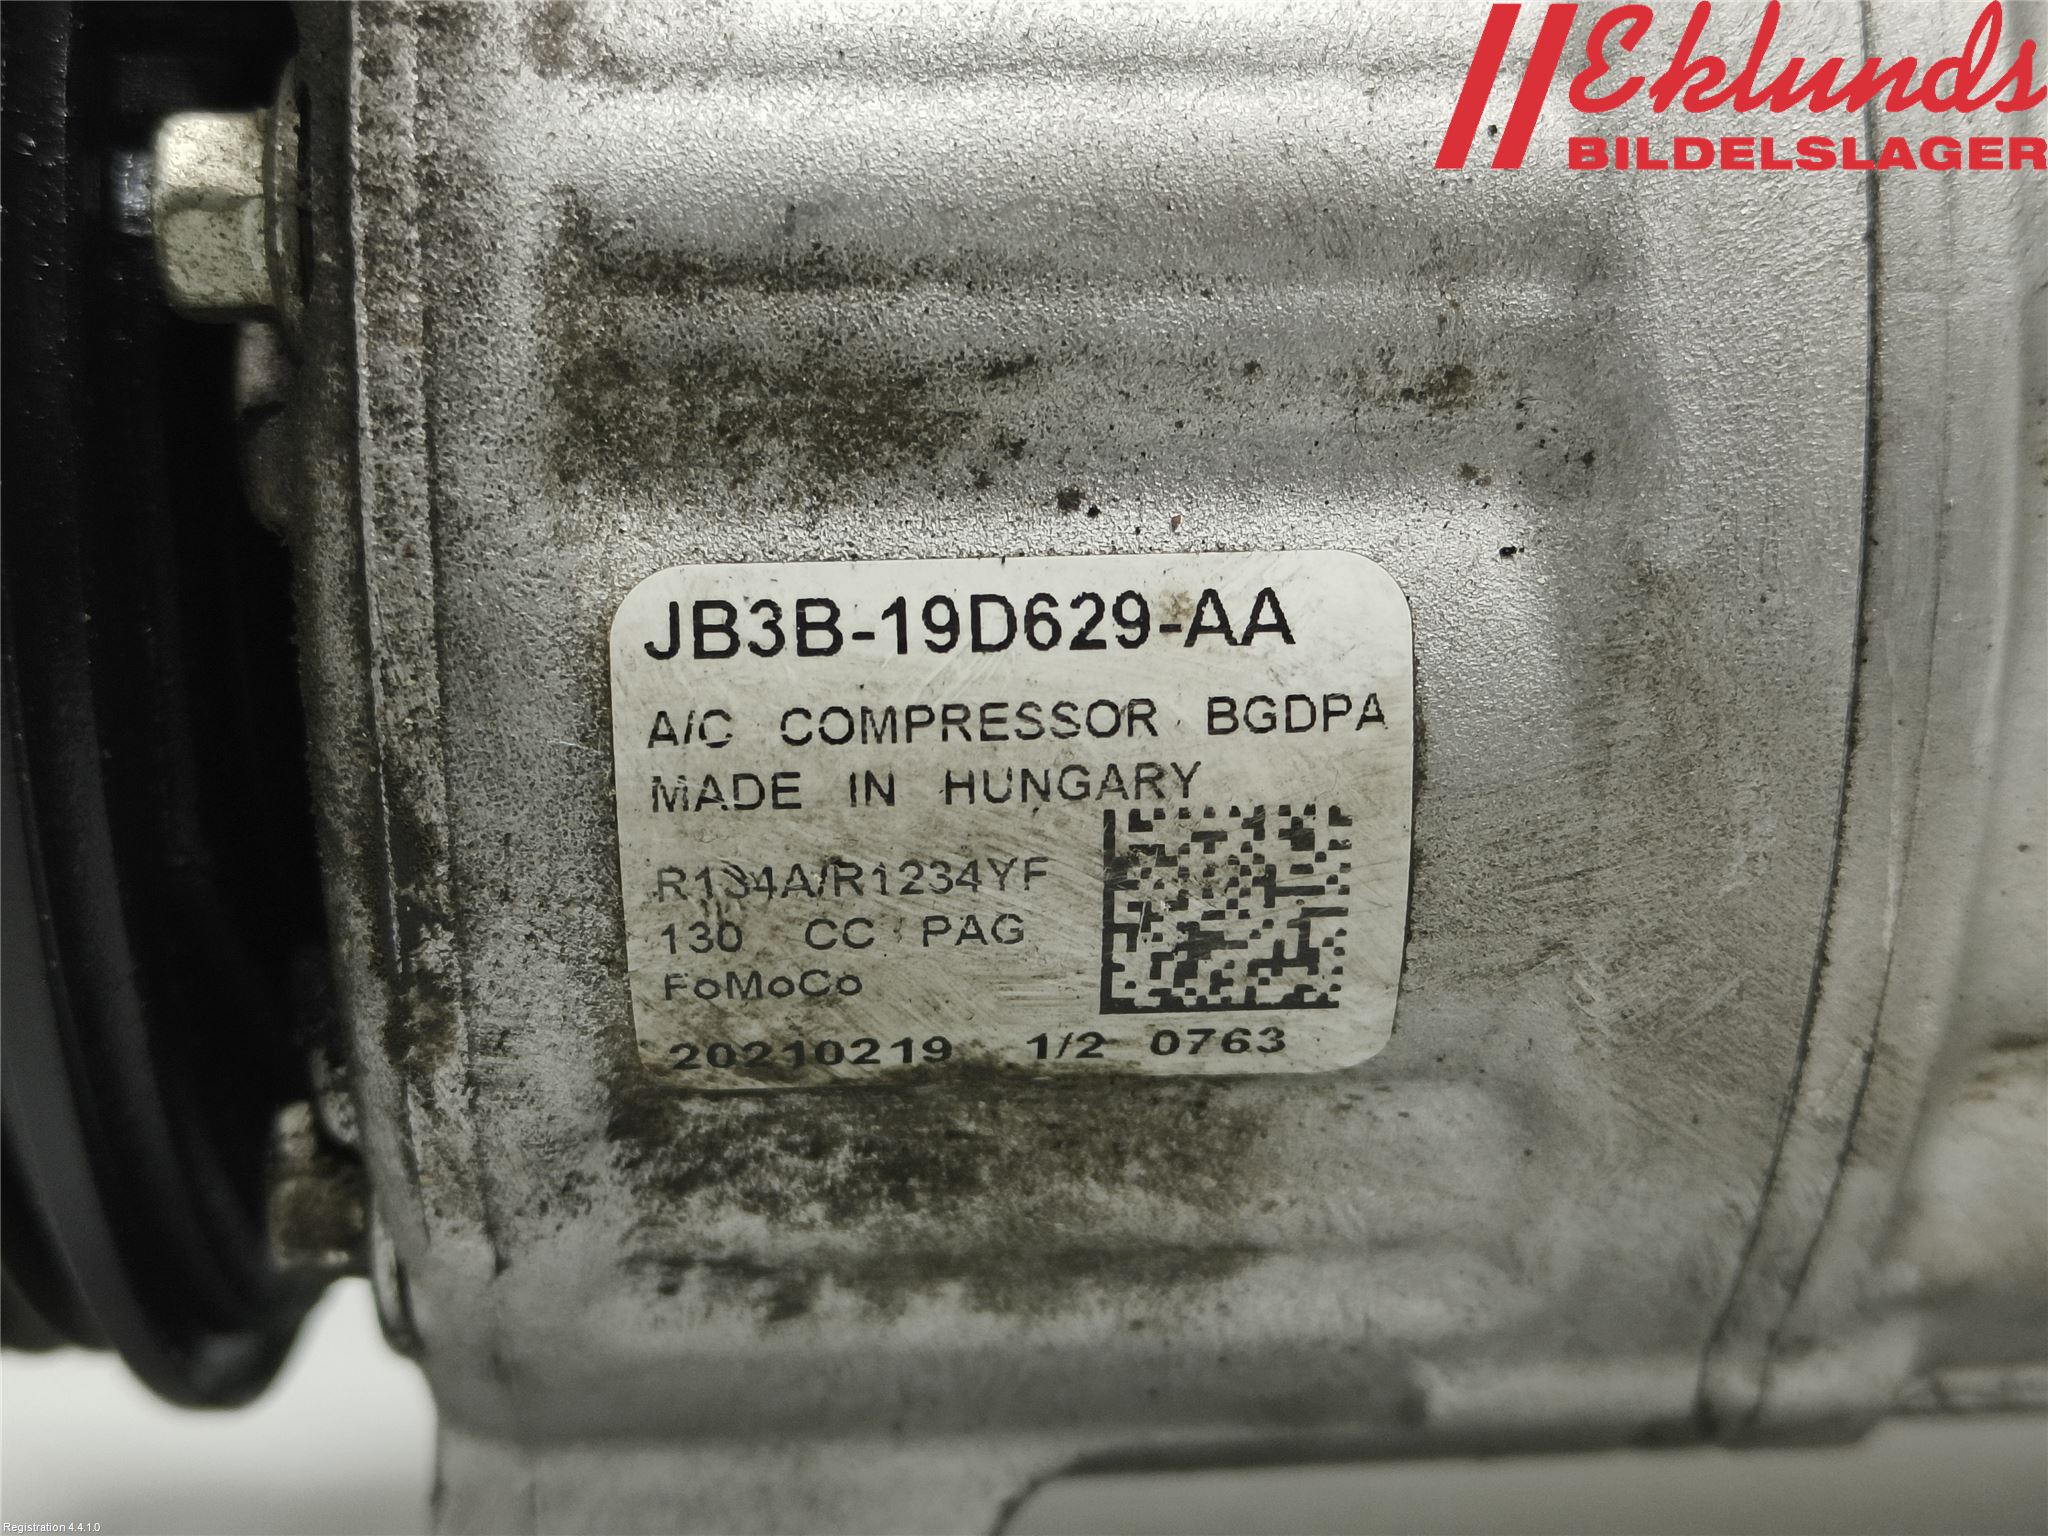 Eklunds
BILDELSLAGER
JB3B-19D629-AA
A/C COMPRESSOR BGDPA
MADE IN HUNGARY
R134A/R1234YF
130 CC PAG
FoMoCo
20210219 1/2 0763
Registration 4.4.1.0